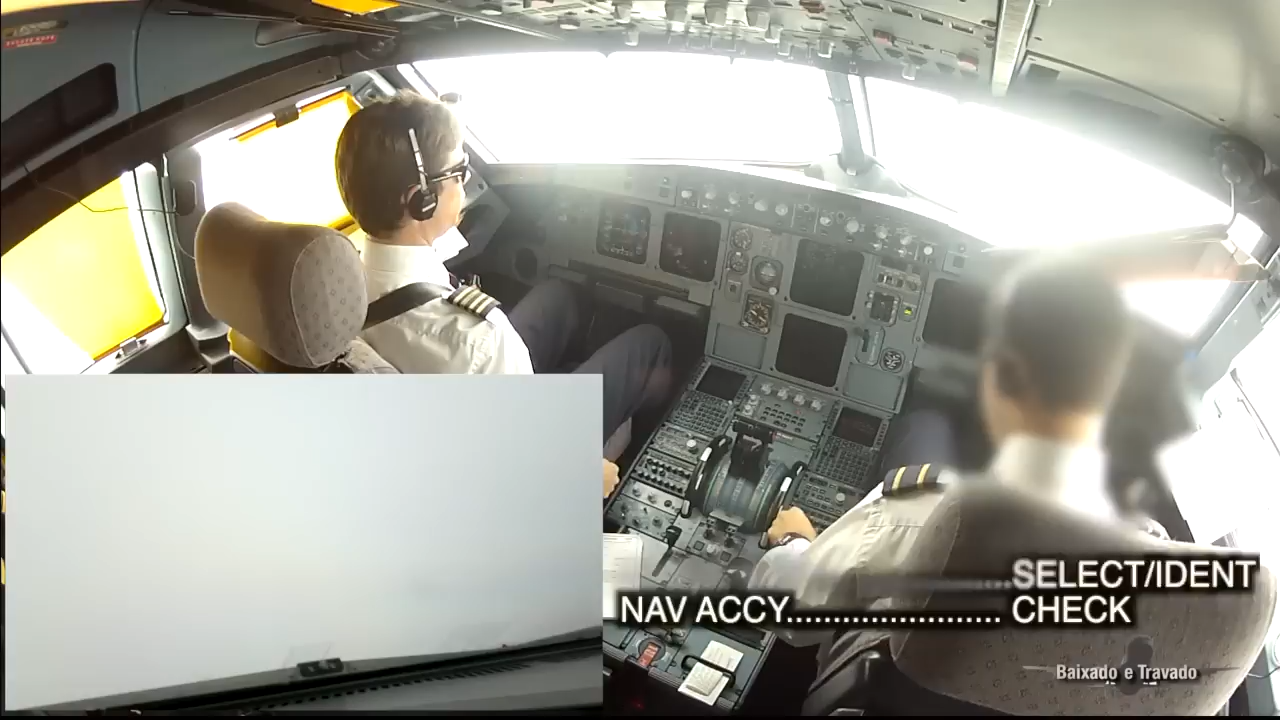 ....SELECT/IDENT
NAV ACCY....................... CHECK
Baixado e Travado